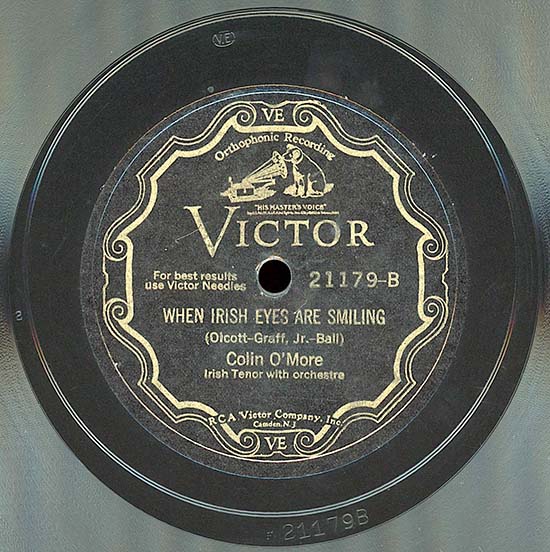 VE
VE
Orthophonic Recording
"HIS MASTER'S VOICE"
VICTOR
For best results
use Victor Needles
21179-B
WHEN IRISH EYES ARE SMILING
(Olcott-Graff, Jr.-Ball)
Colin O'More
Irish Tenor with orchestra
RCA Victor Company, Inc.
Camden, N.J
VE
21179B